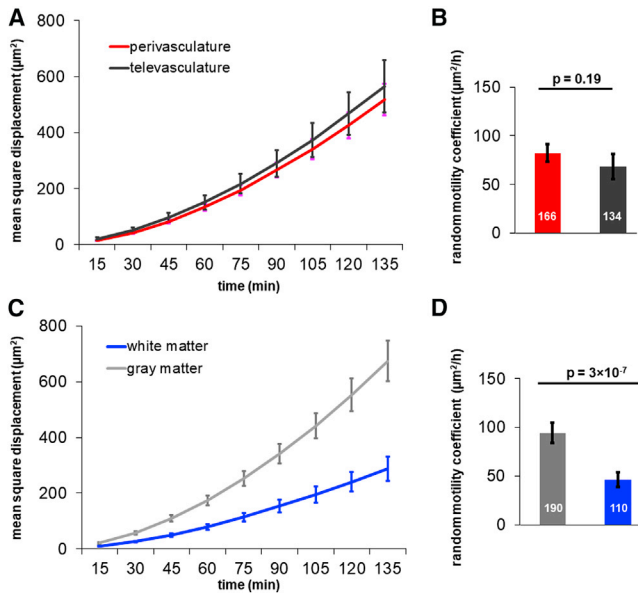 A
mean square displacement (µm²)
800
600
400
200
0
perivasculature
televasculature
15 30 45 60 75 90 105 120 135
time (min)
B
random motility coefficient (µm²/h)
150
100
50
0
p = 0.19
166
134
C
mean square displacement (µm²)
800
600
400
200
0
white matter
gray matter
15 30 45 60 75 90 105 120 135
time (min)
D
random motility coefficient (µm²/h)
150
100
50
0
p = 3×10⁻⁷
190
110